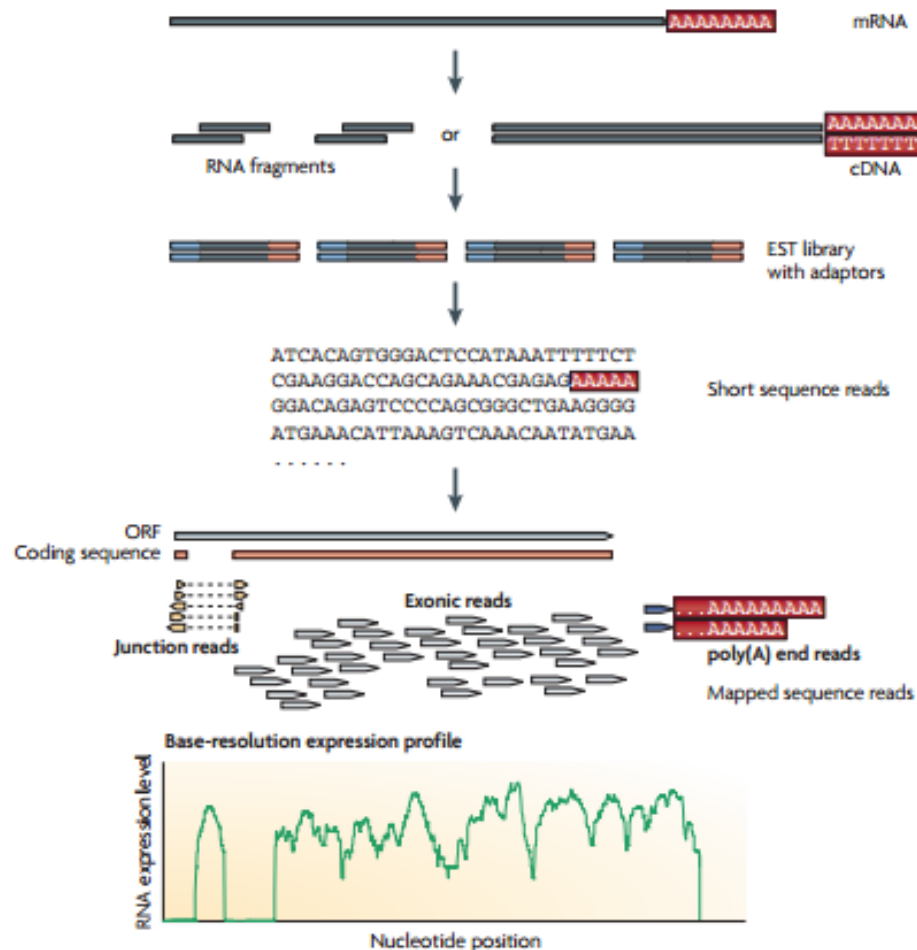 AAAAAAAA
mRNA
or
AAAAAAA
TTTTTTT
RNA fragments
cDNA
EST library
with adaptors
ATCACAGTGGGACTCCATAAATTTTTCT
CGAAGGACCAGCAGAAACGAGAGAAAAA
GGACAGAGTCCCCAGCGGGCTGAAGGGG
ATGAAACATTAAAGTCAAACAATATGAA
. . . . . .
Short sequence reads
ORF
Coding sequence
Junction reads
Exonic reads
...AAAAAAAAA
...AAAAAA
poly(A) end reads
Mapped sequence reads
Base-resolution expression profile
RNA expression level
Nucleotide position